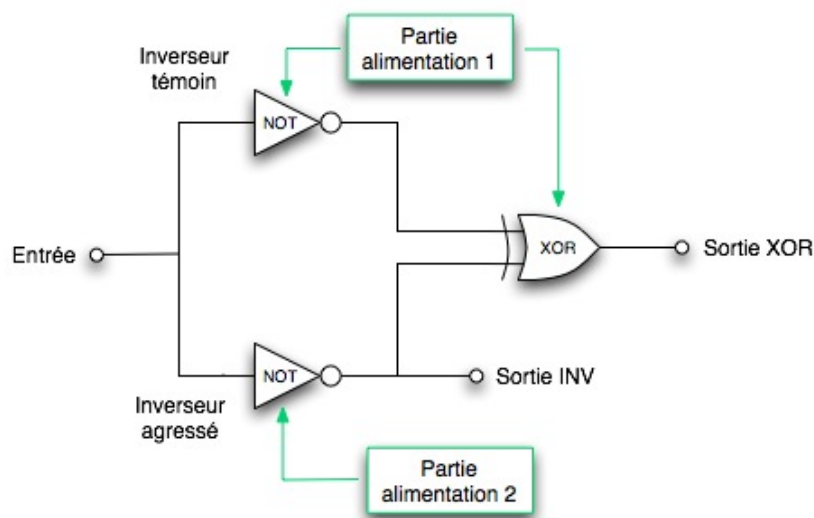 Partie
alimentation 1
Inverseur
témoin
NOT
XOR
Entrée
Sortie XOR
NOT
Sortie INV
Inverseur
agressé
Partie
alimentation 2